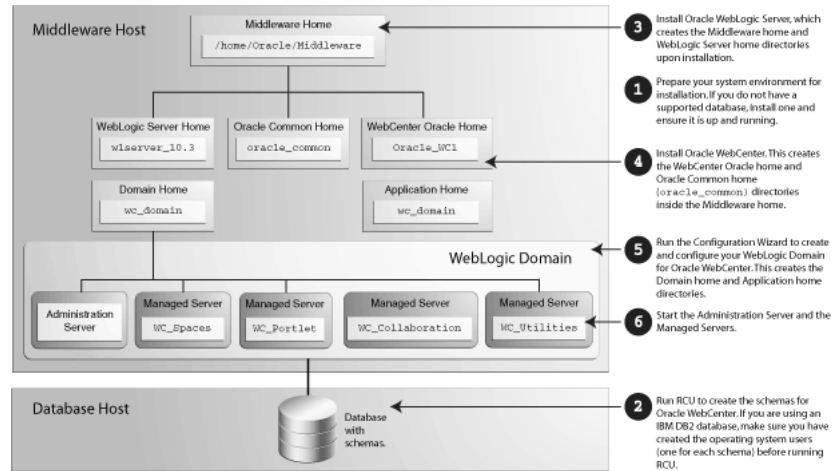 Middleware Host
Middleware Home
/home/Oracle/Middleware
WebLogic Server Home
wlserver_10.3
Oracle Common Home
oracle_common
WebCenter Oracle Home
Oracle_WC1
Domain Home
wc_domain
Application Home
wc_domain
WebLogic Domain
Administration
Server
Managed Server
WC_Spaces
Managed Server
WC_Portlet
Managed Server
WC_Collaboration
Managed Server
WC_Utilities
Database Host
Database
with
schemas.
3
Install Oracle WebLogic Server, which
creates the Middleware home and
WebLogic Server home directories
upon installation.
1
Prepare your system environment for
installation. If you do not have a
supported database, install one and
ensure it is up and running.
4
Install Oracle WebCenter. This creates
the WebCenter Oracle home and
Oracle Common home
(oracle_common) directories
inside the Middleware home.
5
Run the Configuration Wizard to create
and configure your WebLogic Domain
for Oracle WebCenter. This creates the
Domain home and Application home
directories.
6
Start the Administration Server and the
Managed Servers.
2
Run RCU to create the schemas for
Oracle WebCenter. If you are using an
IBM DB2 database, make sure you have
created the operating system users
(one for each schema) before running
RCU.